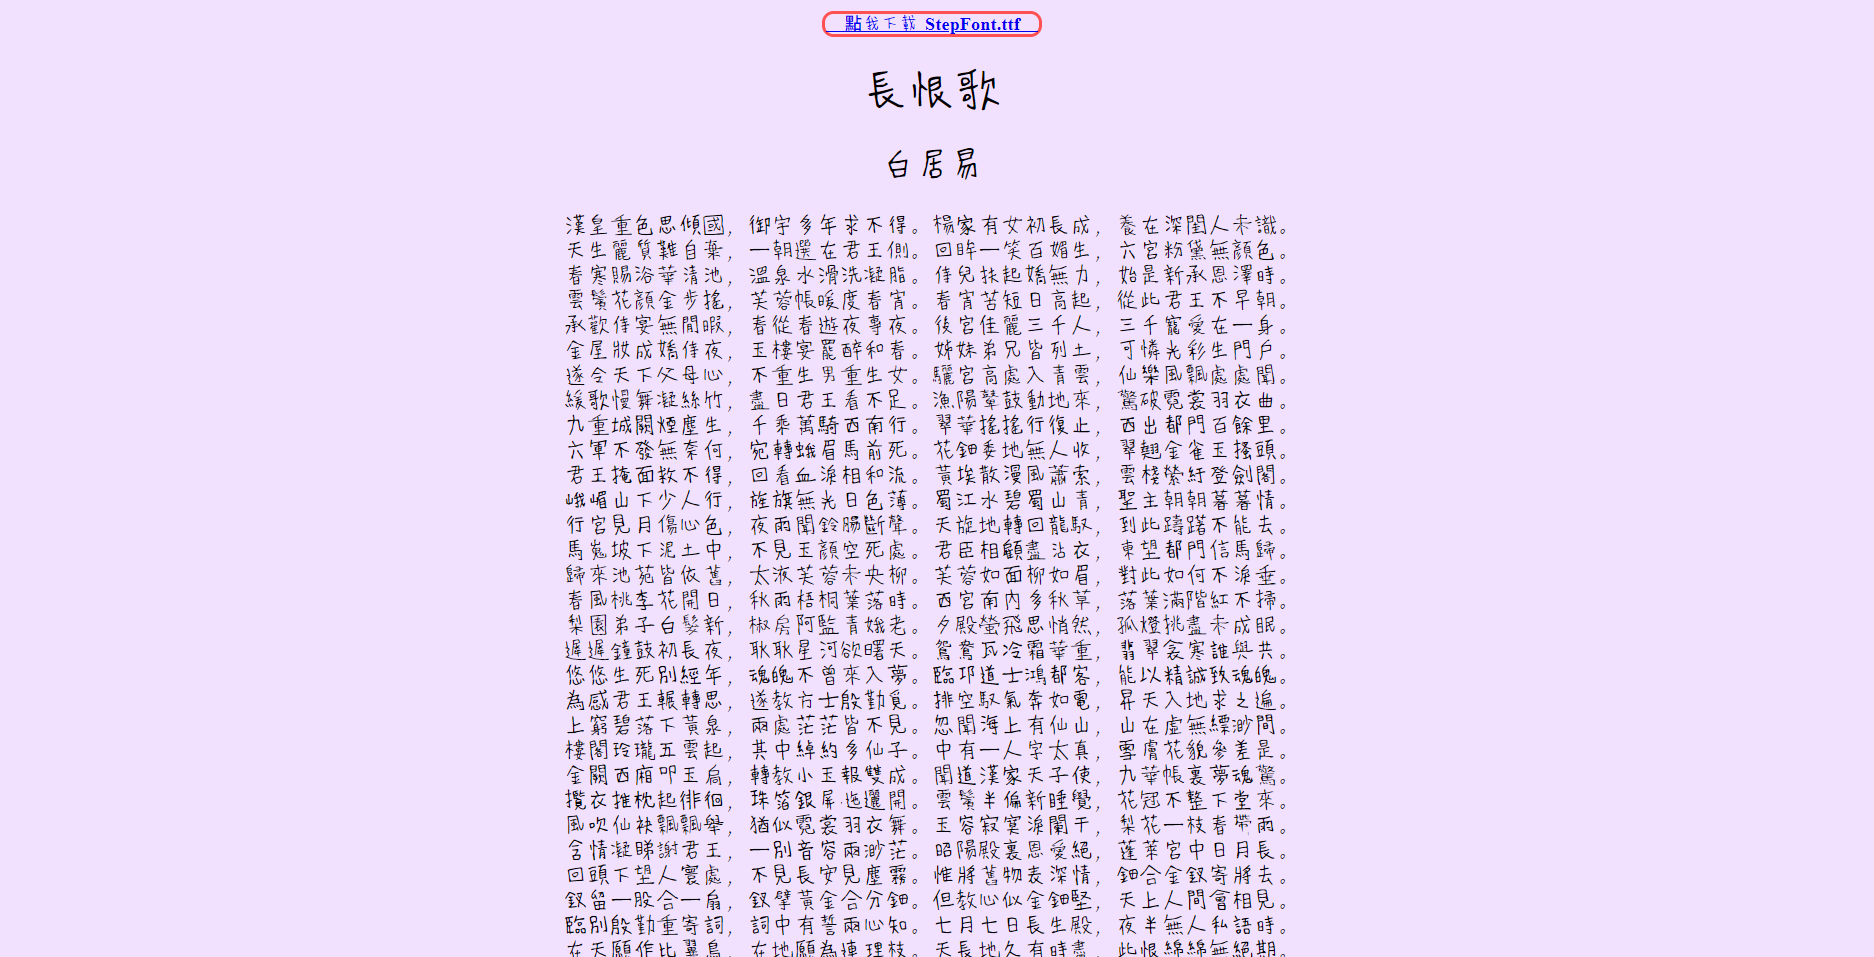 點我下載 StepFont.ttf
長恨歌
白居易
漢皇重色思傾國，御宇多年求不得。楊家有女初長成，養在深閨人未識。
天生麗質難自棄，一朝選在君王側。回眸一笑百媚生，六宮粉黛無顏色。
春寒賜浴華清池，溫泉水滑洗凝脂。侍兒扶起嬌無力，始是新承恩澤時。
雲鬢花顏金步搖，芙蓉帳暖度春宵。春宵苦短日高起，從此君王不早朝。
承歡侍宴無閒暇，春從春遊夜專夜。後宮佳麗三千人，三千寵愛在一身。
金屋妝成嬌侍夜，玉樓宴罷醉和春。姊妹弟兄皆列土，可憐光彩生門戶。
遂令天下父母心，不重生男重生女。驪宮高處入青雲，仙樂風飄處處聞。
緩歌慢舞凝絲竹，盡日君王看不足。漁陽鼙鼓動地來，驚破霓裳羽衣曲。
九重城闕煙塵生，千乘萬騎西南行。翠華搖搖行復止，西出都門百餘里。
六軍不發無奈何，宛轉蛾眉馬前死。花鈿委地無人收，翠翹金雀玉搔頭。
君王掩面救不得，回看血淚相和流。黃埃散漫風蕭索，雲棧縈紆登劍閣。
峨嵋山下少人行，旌旗無光日色薄。蜀江水碧蜀山青，聖主朝朝暮暮情。
行宮見月傷心色，夜雨聞鈴腸斷聲。天旋地轉回龍馭，到此躊躇不能去。
馬嵬坡下泥土中，不見玉顏空死處。君臣相顧盡沾衣，東望都門信馬歸。
歸來池苑皆依舊，太液芙蓉未央柳。芙蓉如面柳如眉，對此如何不淚垂。
春風桃李花開日，秋雨梧桐葉落時。西宮南內多秋草，落葉滿階紅不掃。
梨園弟子白髮新，椒房阿監青娥老。夕殿螢飛思悄然，孤燈挑盡未成眠。
遲遲鐘鼓初長夜，耿耿星河欲曙天。鴛鴦瓦冷霜華重，翡翠衾寒誰與共。
悠悠生死別經年，魂魄不曾來入夢。臨邛道士鴻都客，能以精誠致魂魄。
為感君王輾轉思，遂教方士殷勤覓。排空馭氣奔如電，昇天入地求之遍。
上窮碧落下黃泉，兩處茫茫皆不見。忽聞海上有仙山，山在虛無縹渺間。
樓閣玲瓏五雲起，其中綽約多仙子。中有一人字太真，雪膚花貌參差是。
金闕西廂叩玉扃，轉教小玉報雙成。聞道漢家天子使，九華帳裏夢魂驚。
攬衣推枕起徘徊，珠箔銀屏迤邐開。雲鬢半偏新睡覺，花冠不整下堂來。
風吹仙袂飄飄舉，猶似霓裳羽衣舞。玉容寂寞淚闌干，梨花一枝春帶雨。
含情凝睇謝君王，一別音容兩渺茫。昭陽殿裏恩愛絕，蓬萊宮中日月長。
回頭下望人寰處，不見長安見塵霧。惟將舊物表深情，鈿合金釵寄將去。
釵留一股合一扇，釵擘黃金合分鈿。但教心似金鈿堅，天上人間會相見。
臨別殷勤重寄詞，詞中有誓兩心知。七月七日長生殿，夜半無人私語時。
在天願作比翼鳥，在地願為連理枝。天長地久有時盡，此恨綿綿無絕期。